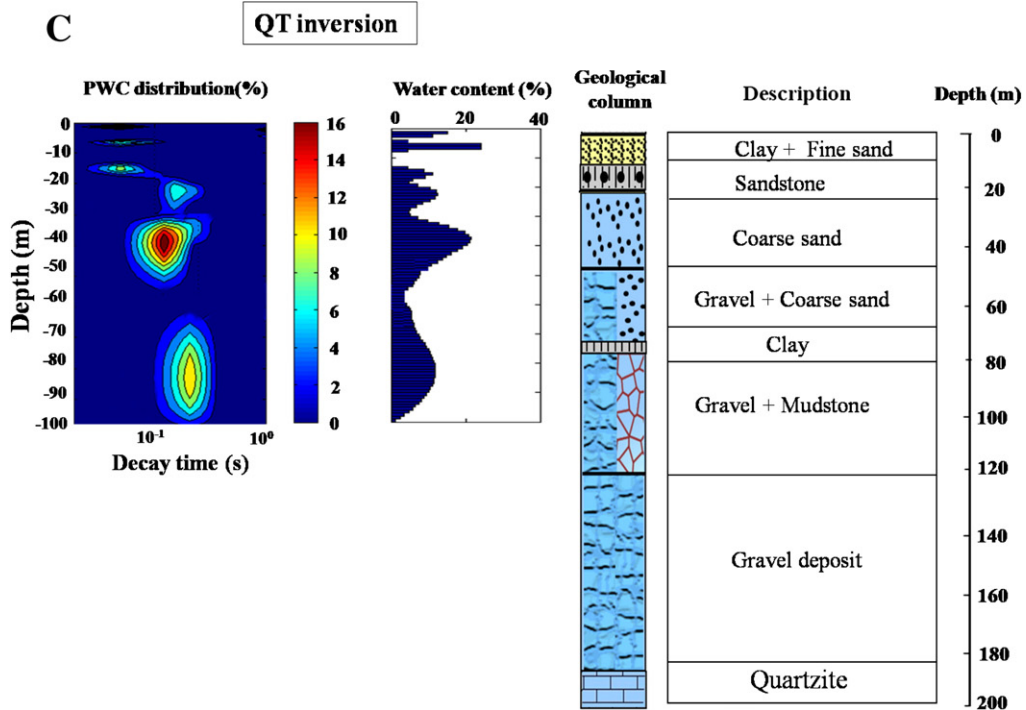 C
QT inversion
PWC distribution(%)
Depth (m)
0
-10
-20
-30
-40
-50
-60
-70
-80
-90
-100
10⁻¹
10⁰
Decay time (s)
16
14
12
10
8
6
4
2
0
Water content (%)
0
20
40
Geological
column
Description
Depth (m)
Clay + Fine sand
Sandstone
Coarse sand
Gravel + Coarse sand
Clay
Gravel + Mudstone
Gravel deposit
Quartzite
0
20
40
60
80
100
120
140
160
180
200